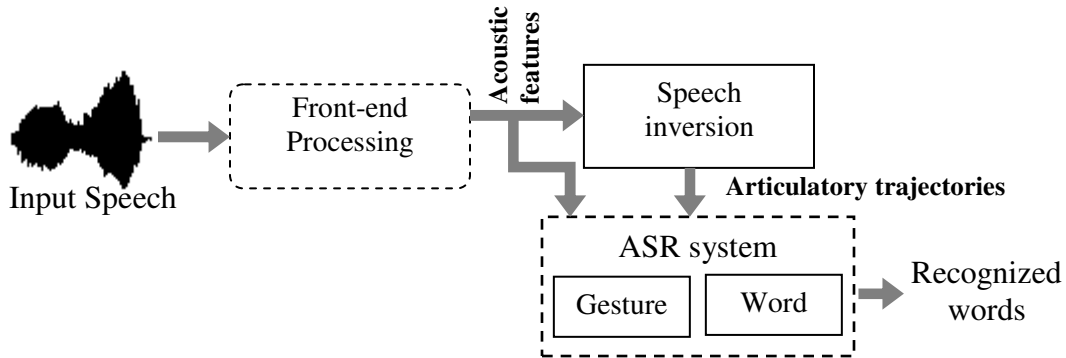 Input Speech
Front-end
Processing
Acoustic
features
Speech
inversion
Articulatory trajectories
ASR system
Gesture
Word
Recognized
words